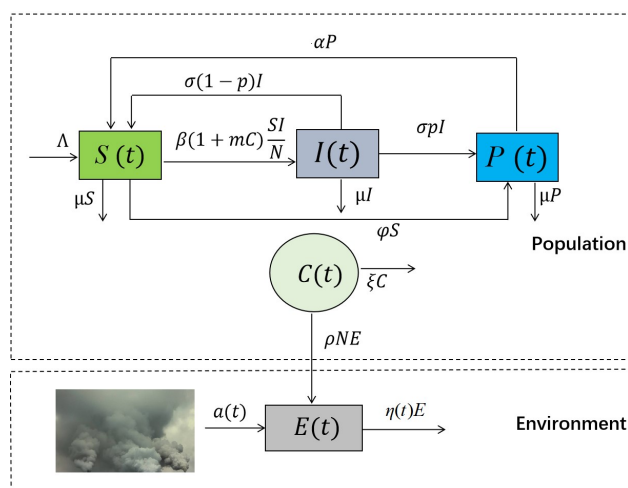 αP
σ(1 − p)I
Λ
S (t)
β(1 + mC) SI/N
I(t)
σpI
P (t)
μS
μI
μP
φS
Population
C(t)
ξC
ρNE
a(t)
E(t)
η(t)E
Environment